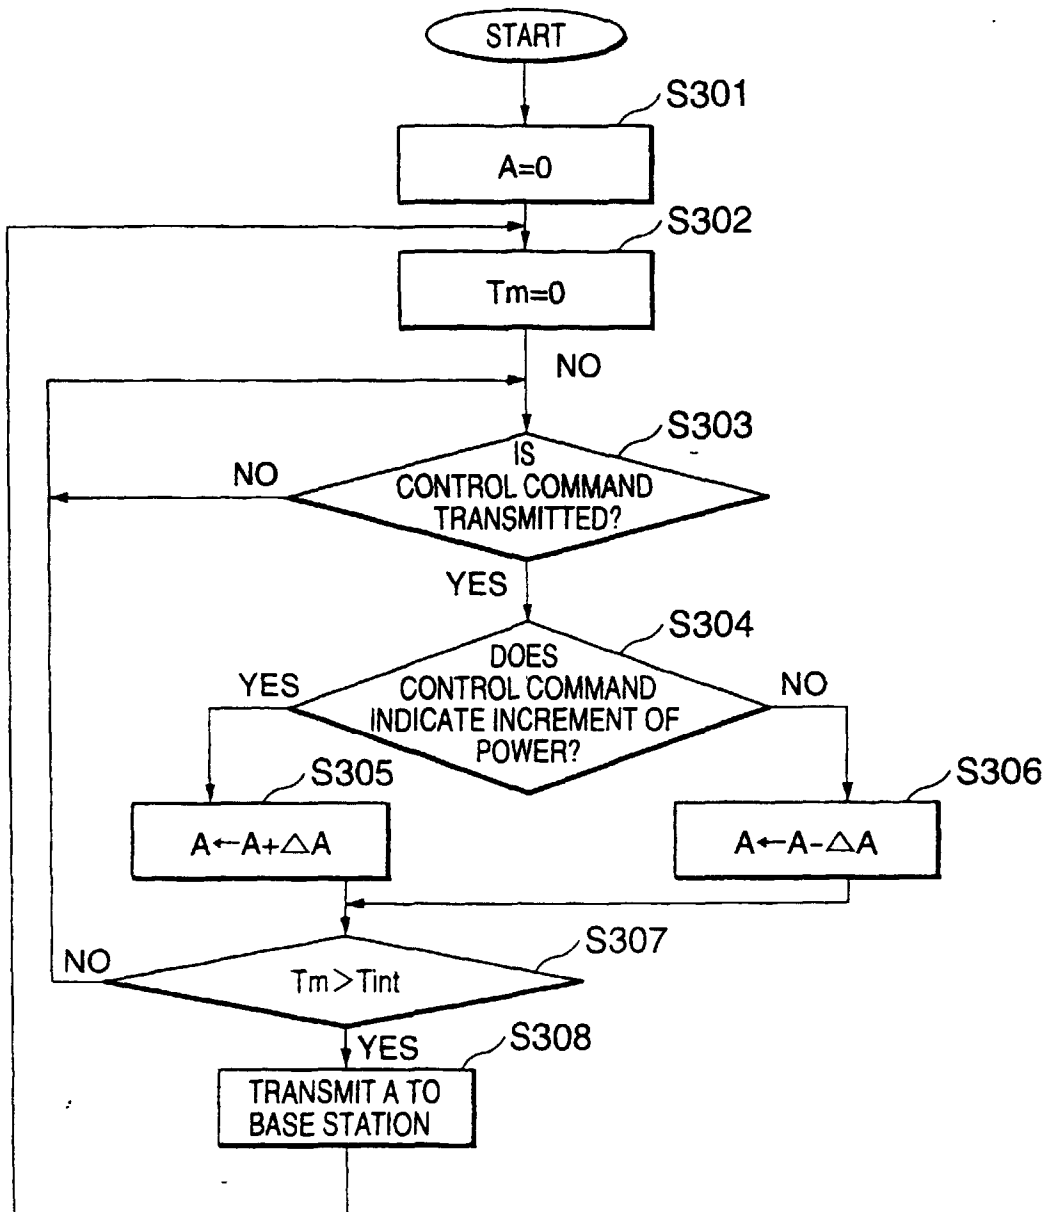 START
S301
A=0
S302
Tm=0
NO
S303
NO
IS
CONTROL COMMAND
TRANSMITTED?
YES
S304
YES
DOES
CONTROL COMMAND
INDICATE INCREMENT OF
POWER?
NO
S305
A←A+△A
S306
A←A-△A
S307
NO
Tm>Tint
YES
S308
TRANSMIT A TO
BASE STATION